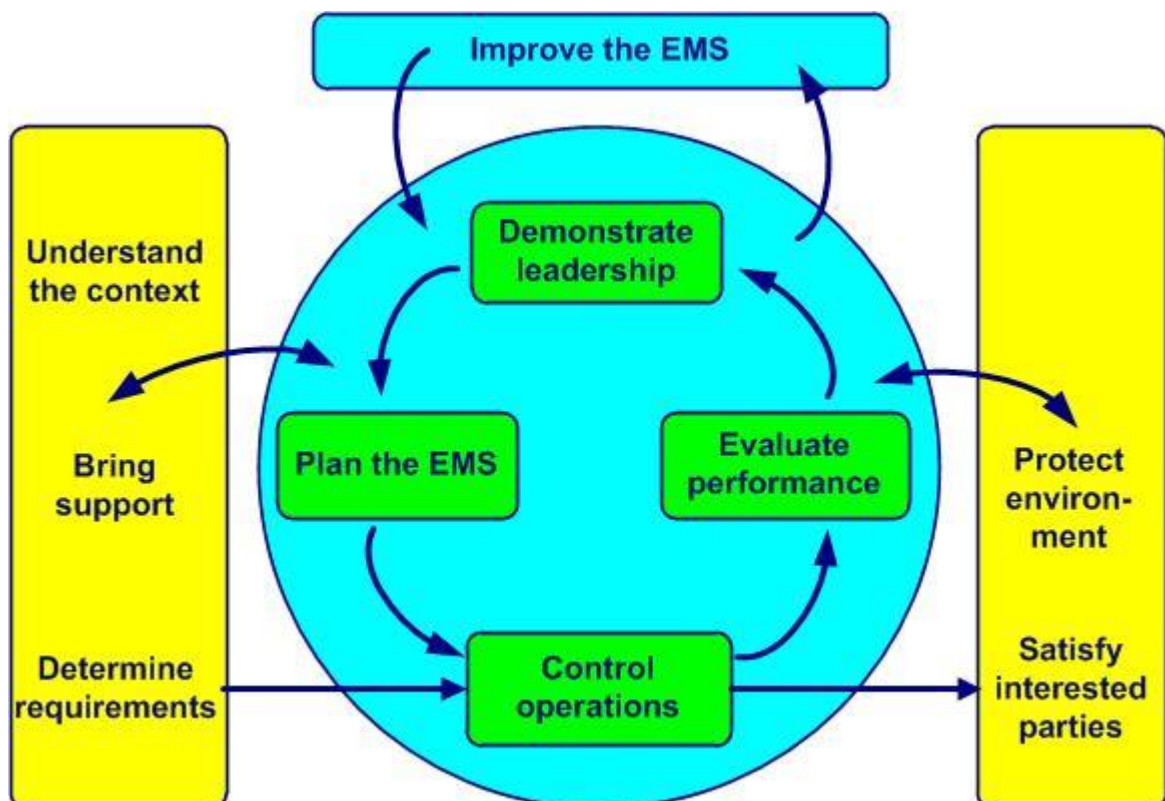 Improve the EMS
Understand
the context
Bring
support
Determine
requirements
Demonstrate
leadership
Plan the EMS
Evaluate
performance
Control
operations
Protect
environ-
ment
Satisfy
interested
parties